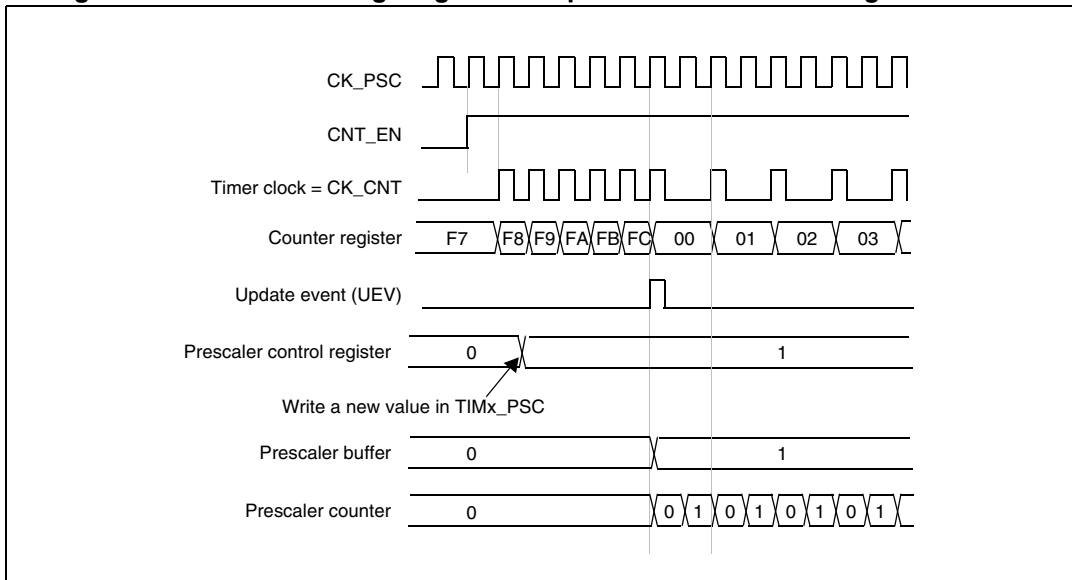 CK_PSC
CNT_EN
Timer clock = CK_CNT
Counter register F7 F8 F9 FA FB FC 00 01 02 03
Update event (UEV)
Prescaler control register 0 1
Write a new value in TIMx_PSC
Prescaler buffer 0 1
Prescaler counter 0 0 1 0 1 0 1 0 1